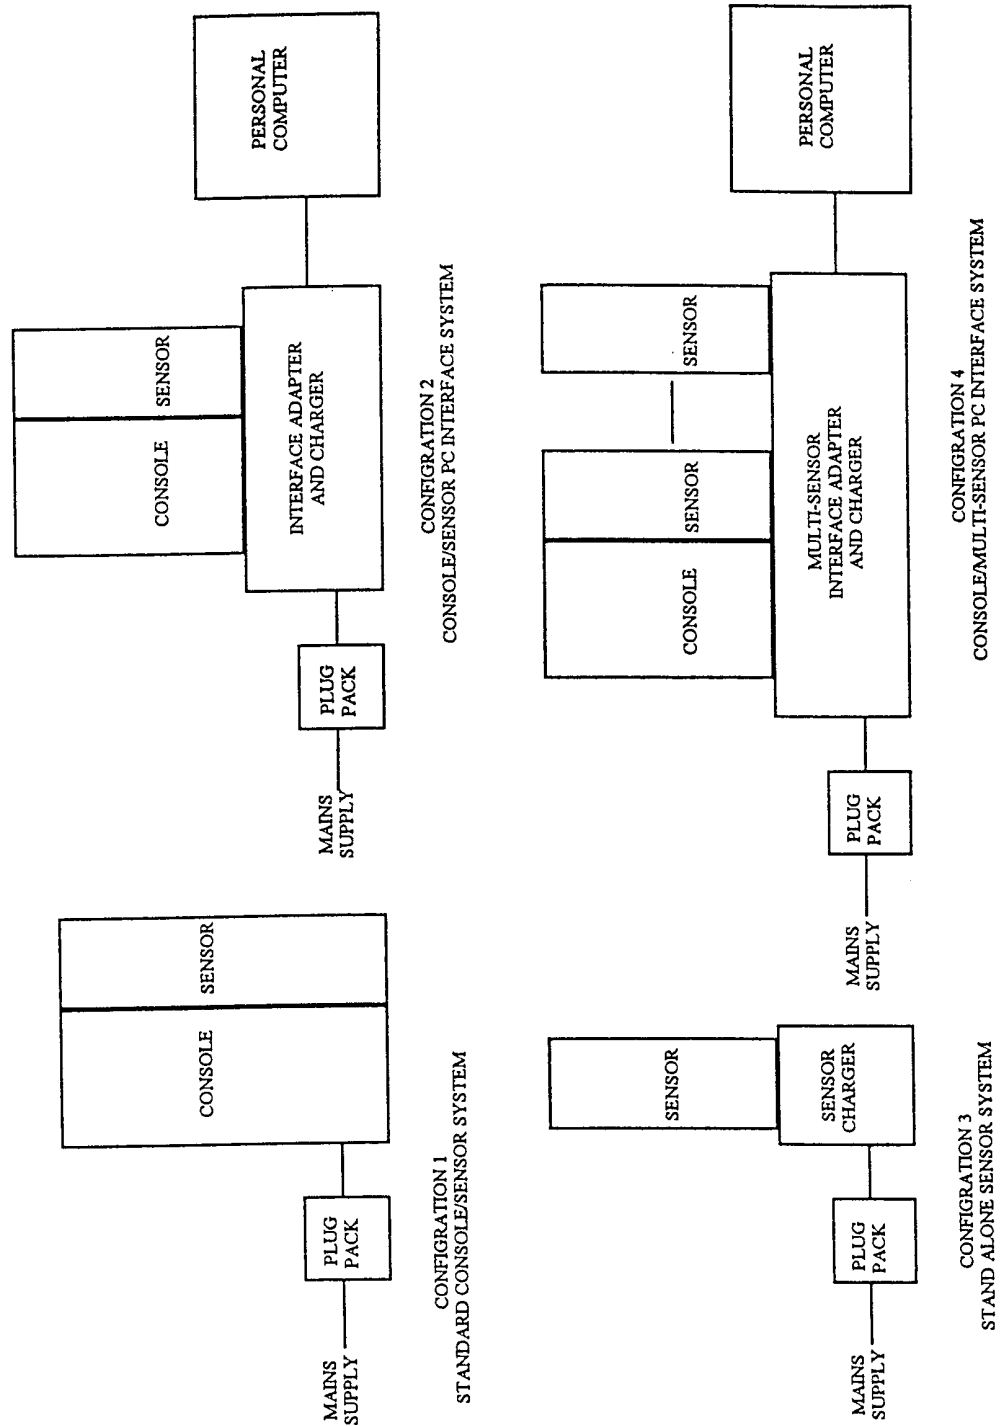 MAINS
SUPPLY
PLUG
PACK
CONSOLE
SENSOR
CONFIGRATION 1
STANDARD CONSOLE/SENSOR SYSTEM
MAINS
SUPPLY
PLUG
PACK
CONSOLE
SENSOR
INTERFACE ADAPTER
AND CHARGER
PERSONAL
COMPUTER
CONFIGRATION 2
CONSOLE/SENSOR PC INTERFACE SYSTEM
MAINS
SUPPLY
PLUG
PACK
SENSOR
SENSOR
CHARGER
CONFIGRATION 3
STAND ALONE SENSOR SYSTEM
MAINS
SUPPLY
PLUG
PACK
CONSOLE
SENSOR
SENSOR
MULTI-SENSOR
INTERFACE ADAPTER
AND CHARGER
PERSONAL
COMPUTER
CONFIGRATION 4
CONSOLE/MULTI-SENSOR PC INTERFACE SYSTEM